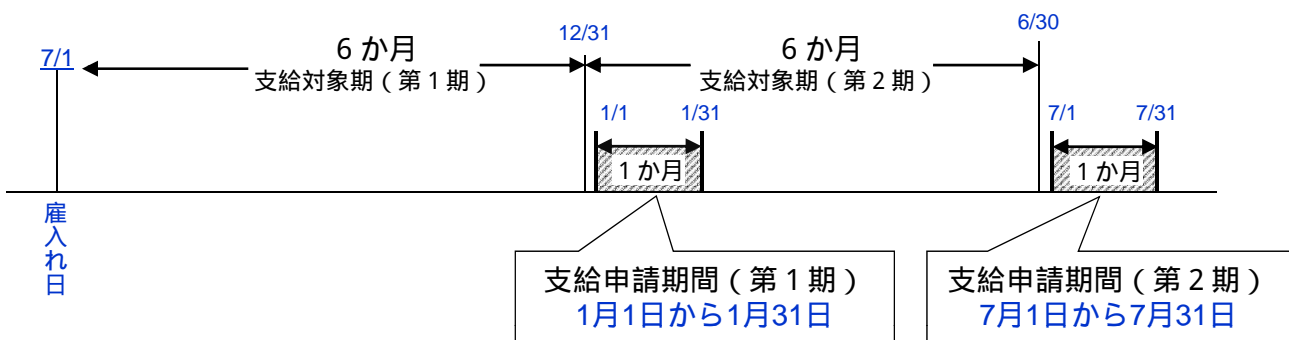 7/1
6か月
支給対象期(第1期)
12/31
6か月
支給対象期(第2期)
6/30
1/1
1/31
1か月
7/1
7/31
1か月
雇入れ日
支給申請期間(第1期)
1月1日から1月31日
支給申請期間(第2期)
7月1日から7月31日